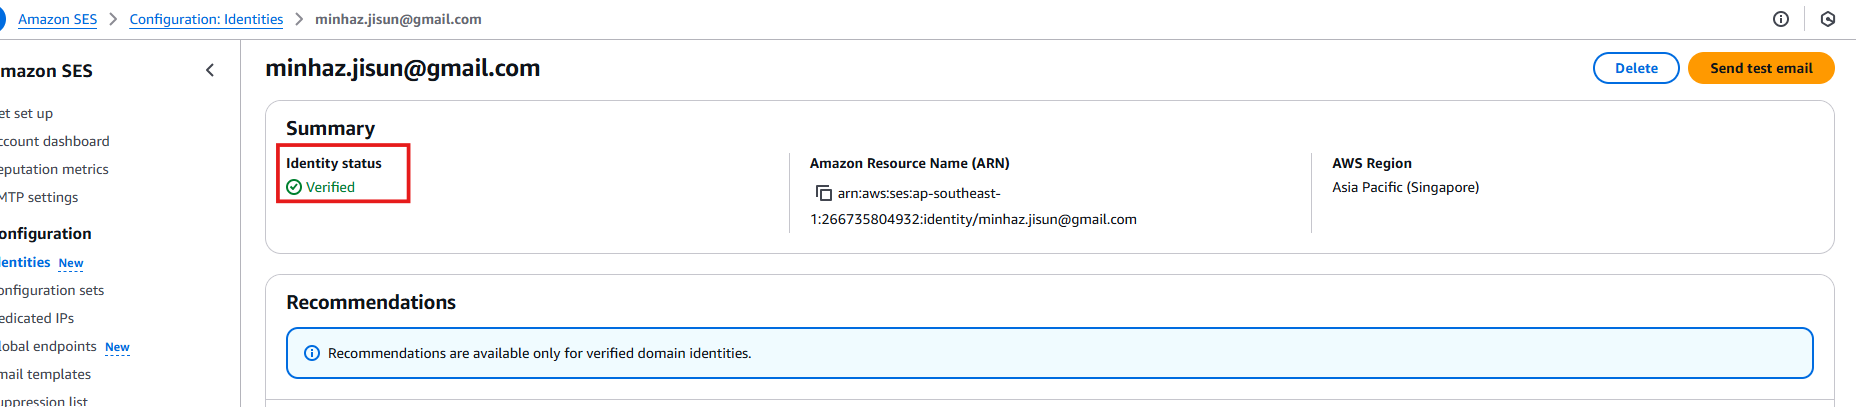 Amazon SES > Configuration: Identities > minhaz.jisun@gmail.com
mazon SES
et set up
ccount dashboard
eputation metrics
MTP settings
onfiguration
dentities New
onfiguration sets
edicated IPs
lobal endpoints New
mail templates
uppression list
minhaz.jisun@gmail.com
Delete
Send test email
Summary
Identity status
Verified
Amazon Resource Name (ARN)
arn:aws:ses:ap-southeast-
1:266735804932:identity/minhaz.jisun@gmail.com
AWS Region
Asia Pacific (Singapore)
Recommendations
Recommendations are available only for verified domain identities.